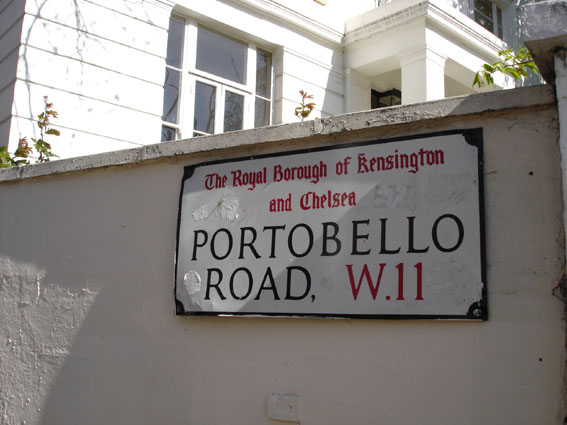 The Royal Borough of Kensington
and Chelsea
PORTOBELLO
ROAD, W.11